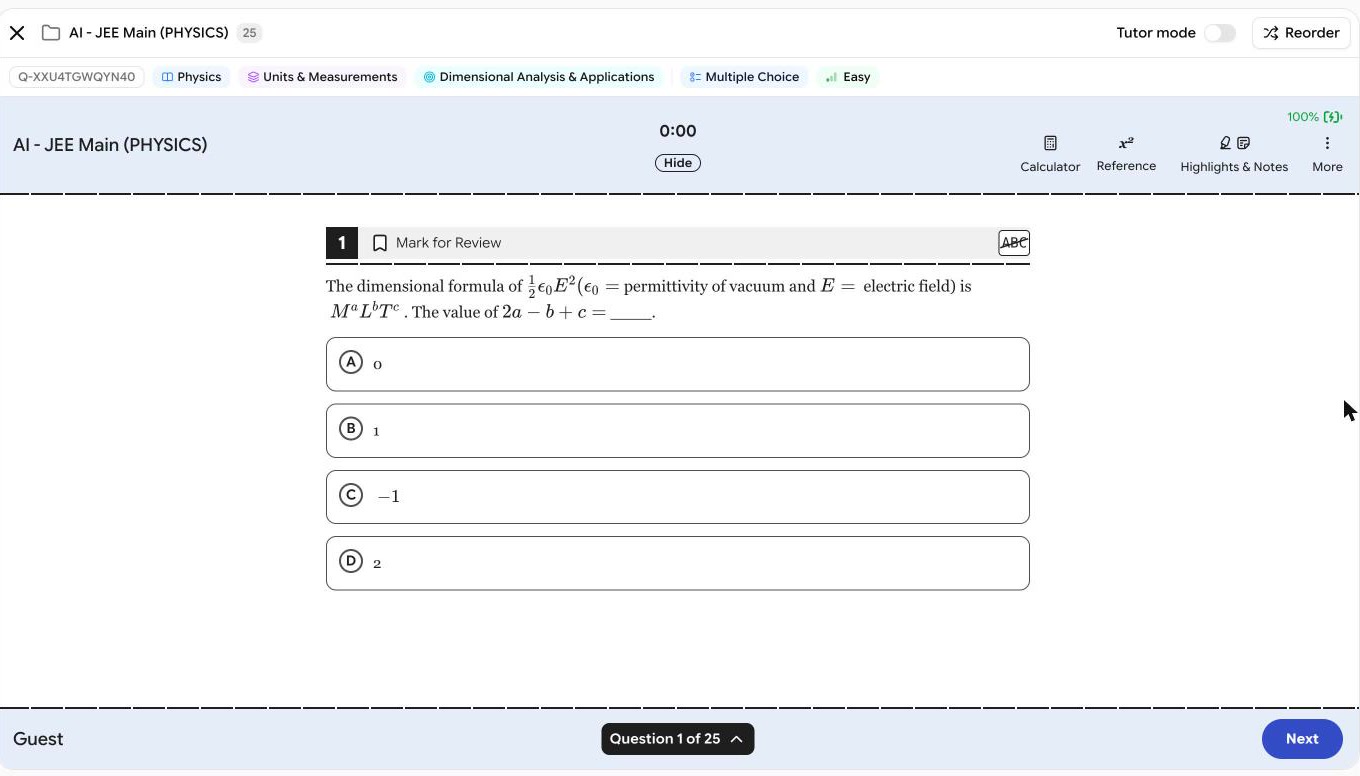 AI - JEE Main (PHYSICS) 25 Tutor mode Reorder
Q-XXU4TGWQYN40 Physics Units & Measurements Dimensional Analysis & Applications Multiple Choice Easy
100%
AI - JEE Main (PHYSICS) 0:00 Hide x² Calculator Reference Highlights & Notes More
1 Mark for Review ABC
The dimensional formula of ½ϵ₀E²(ϵ₀ = permittivity of vacuum and E = electric field) is
MᵃLᵇTᶜ . The value of 2a − b + c = _____.
A 0
B 1
C −1
D 2
Guest Question 1 of 25 Next